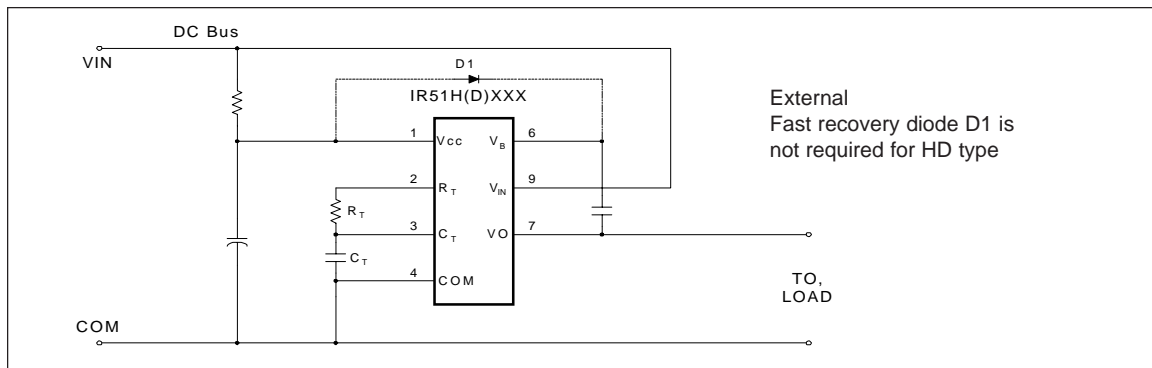 DC Bus
VIN
D1
IR51H(D)XXX
External
Fast recovery diode D1 is
not required for HD type
1 Vcc VB 6
2 RT VIN 9
RT
3 CT VO 7
CT
4 COM
TO,
LOAD
COM